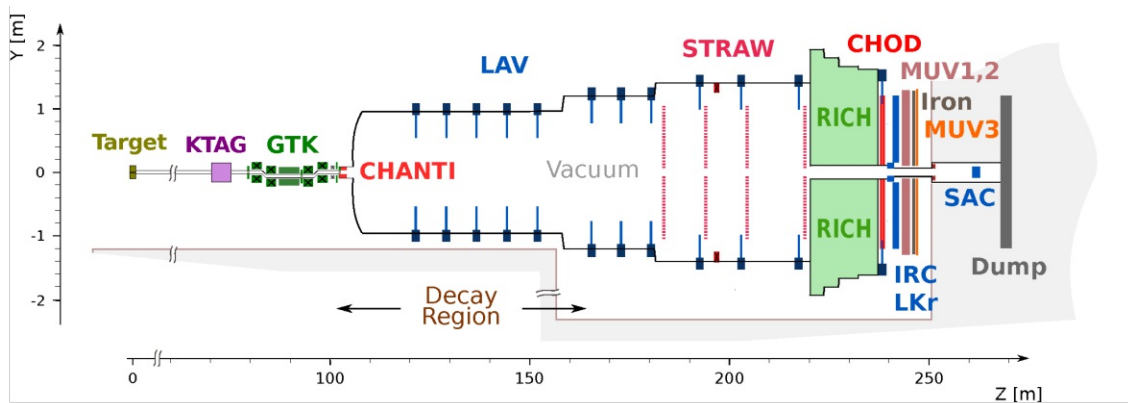 Y [m]
2
1
0
-1
-2
Target
KTAG
GTK
CHANTI
LAV
Vacuum
STRAW
RICH
RICH
CHOD
MUV1,2
Iron
MUV3
SAC
IRC
LKr
Dump
Decay
Region
0
100
150
200
250
Z [m]